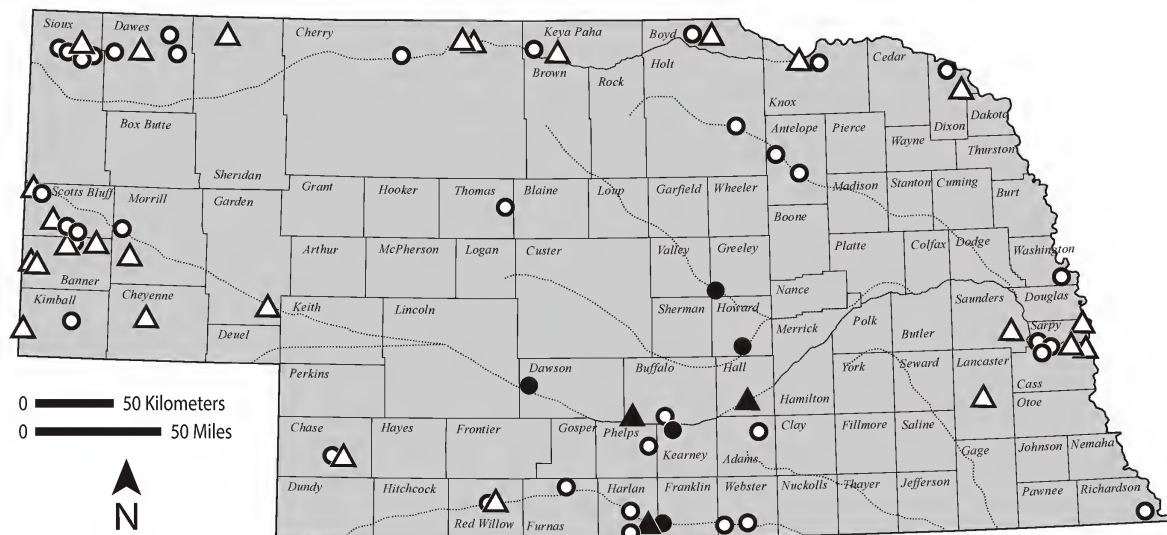 Sioux
Dawes
Cherry
Keya Paha
Boyd
Brown
Rock
Holt
Knox
Cedar
Dixon
Dakota
Box Butte
Sheridan
Antelope
Pierce
Wayne
Thurston
Scotts Bluff
Morrill
Garden
Grant
Hooker
Thomas
Blaine
Loup
Garfield
Wheeler
Madison
Stanton
Cuming
Burt
Boone
Banner
Arthur
McPherson
Logan
Custer
Valley
Greeley
Platte
Colfax
Dodge
Washington
Kimball
Cheyenne
Deuel
Keith
Lincoln
Sherman
Howard
Nance
Merrick
Polk
Butler
Saunders
Douglas
Sarpy
Perkins
Dawson
Buffalo
Hall
Hamilton
York
Seward
Lancaster
Cass
Otoe
0 50 Kilometers
0 50 Miles
Chase
Hayes
Frontier
Gosper
Phelps
Kearney
Adams
Clay
Fillmore
Saline
Gage
Johnson
Nemaha
N
Dundy
Hitchcock
Red Willow
Furnas
Harlan
Franklin
Webster
Nuckolls
Thayer
Jefferson
Pawnee
Richardson